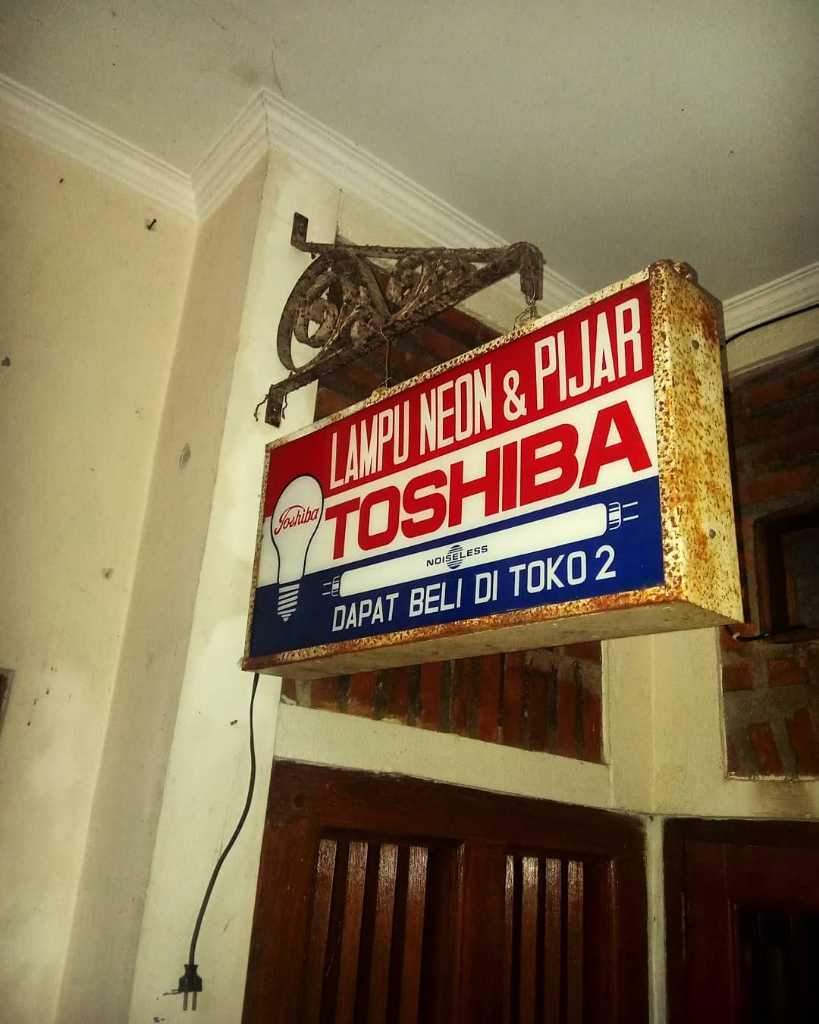 LAMPU NEON & PIJAR
TOSHIBA
Toshiba
NOISELESS
DAPAT BELI DI TOKO 2